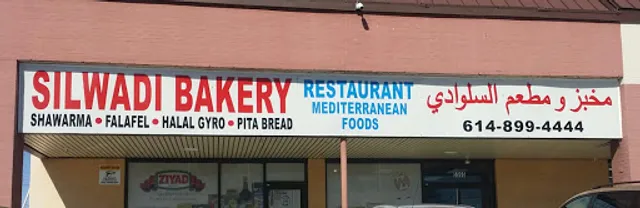 SILWADI BAKERY
SHAWARMA • FALAFEL • HALAL GYRO • PITA BREAD
RESTAURANT
MEDITERRANEAN
FOODS
مخبز و مطعم السلوادي
614-899-4444
ZIYAD